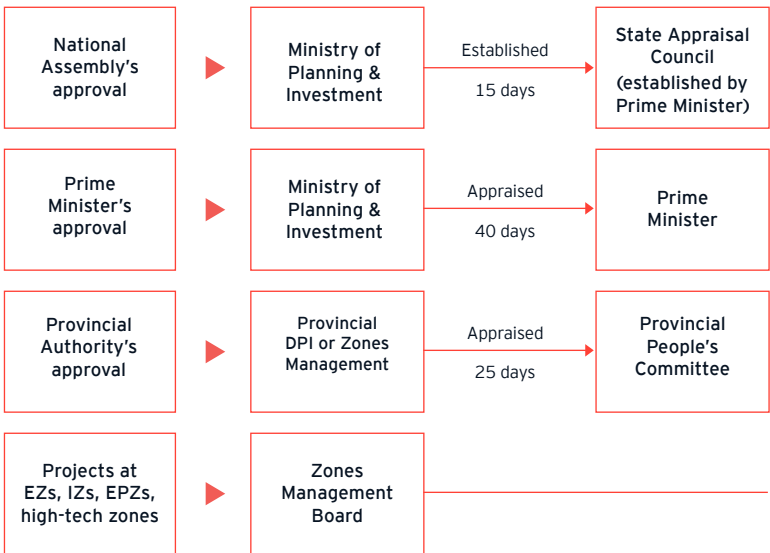 National
Assembly's
approval
Ministry of
Planning &
Investment
Established
15 days
State Appraisal
Council
(established by
Prime Minister)
Prime
Minister's
approval
Ministry of
Planning &
Investment
Appraised
40 days
Prime
Minister
Provincial
Authority's
approval
Provincial
DPI or Zones
Management
Appraised
25 days
Provincial
People's
Committee
Projects at
EZs, IZs, EPZs,
high-tech zones
Zones
Management
Board